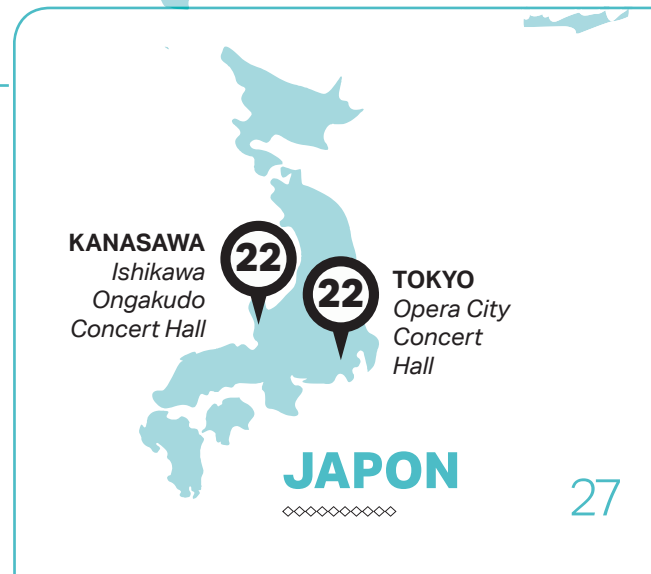 KANASAWA
Ishikawa
Ongakudo
Concert Hall
22
22
TOKYO
Opera City
Concert
Hall
JAPON
27